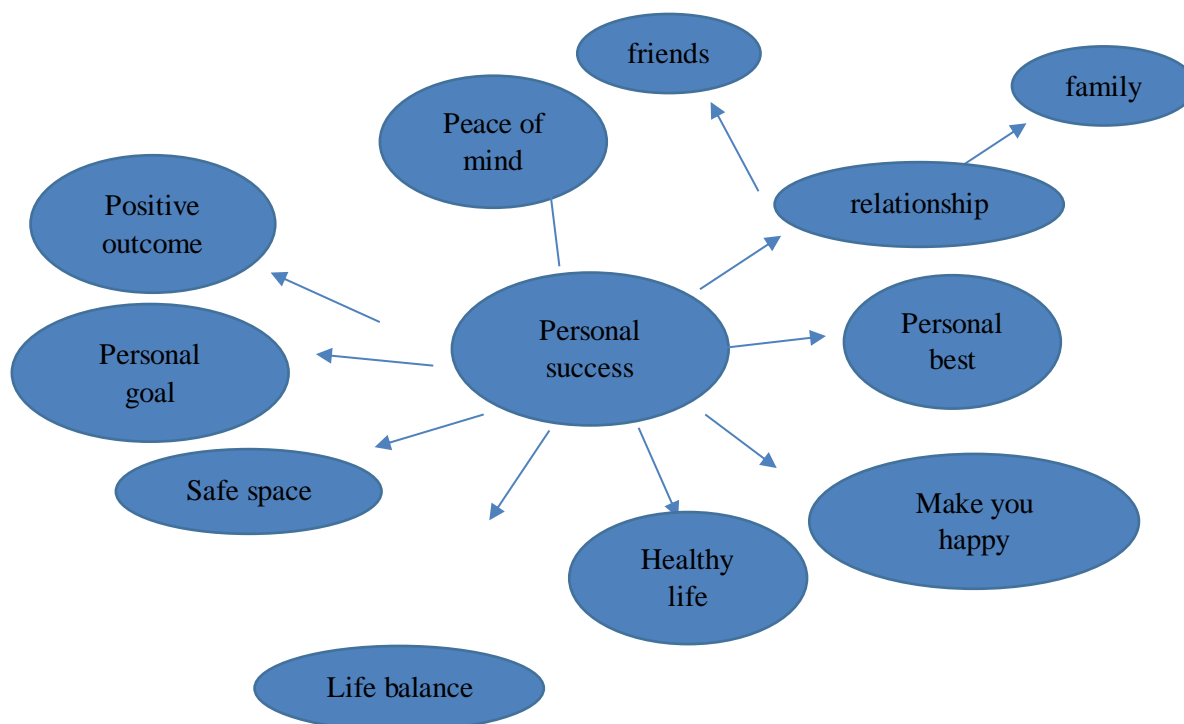 friends
family
Peace of
mind
Positive
outcome
relationship
Personal
success
Personal
best
Personal
goal
Safe space
Make you
happy
Healthy
life
Life balance